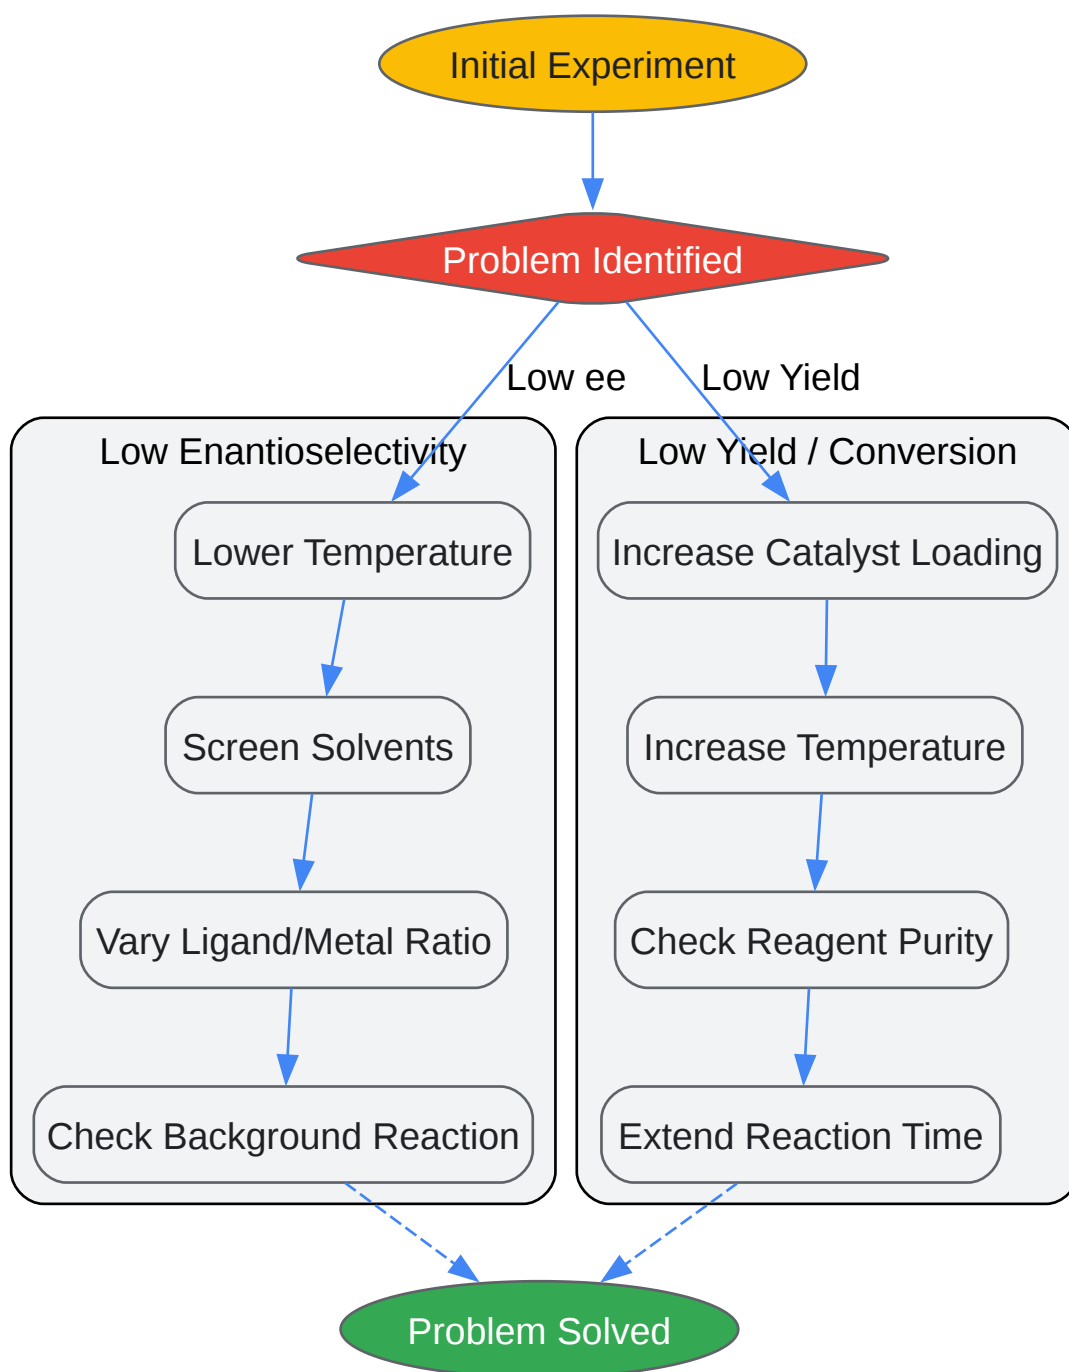 Initial Experiment
Problem Identified
Low ee
Low Yield
Low Enantioselectivity
Lower Temperature
Screen Solvents
Vary Ligand/Metal Ratio
Check Background Reaction
Low Yield / Conversion
Increase Catalyst Loading
Increase Temperature
Check Reagent Purity
Extend Reaction Time
Problem Solved